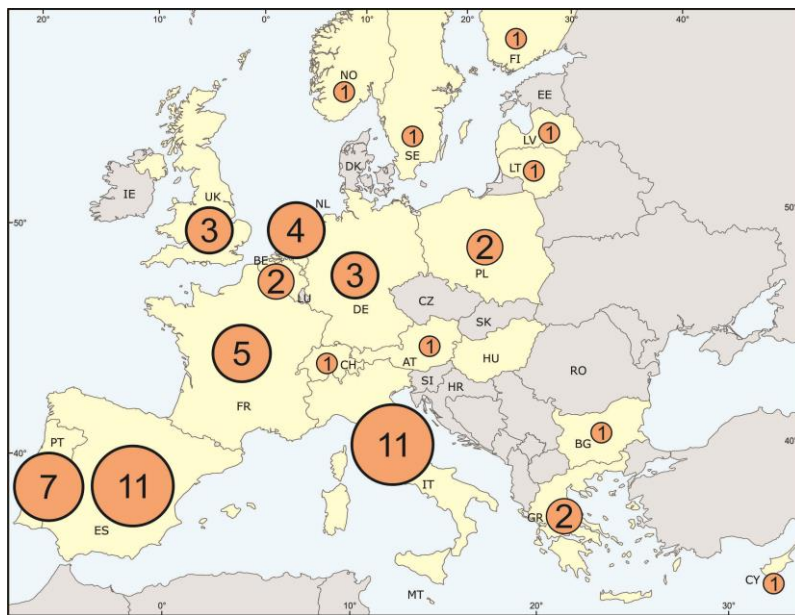 20° 10° 0° 10° 20° 30° 40°
1
FI
NO
1
EE
1
SE
LV 1
DK
LT 1
IE
UK
NL
50° 50°
3
4
2
BE
3
PL
2
LU
DE
CZ
SK
5
1
CH
AT
1
HU
SI
HR
RO
FR
11
1
BG
PT
40° 40°
7
11
IT
ES
GR
2
MT
CY
1
0° 10° 20° 30°